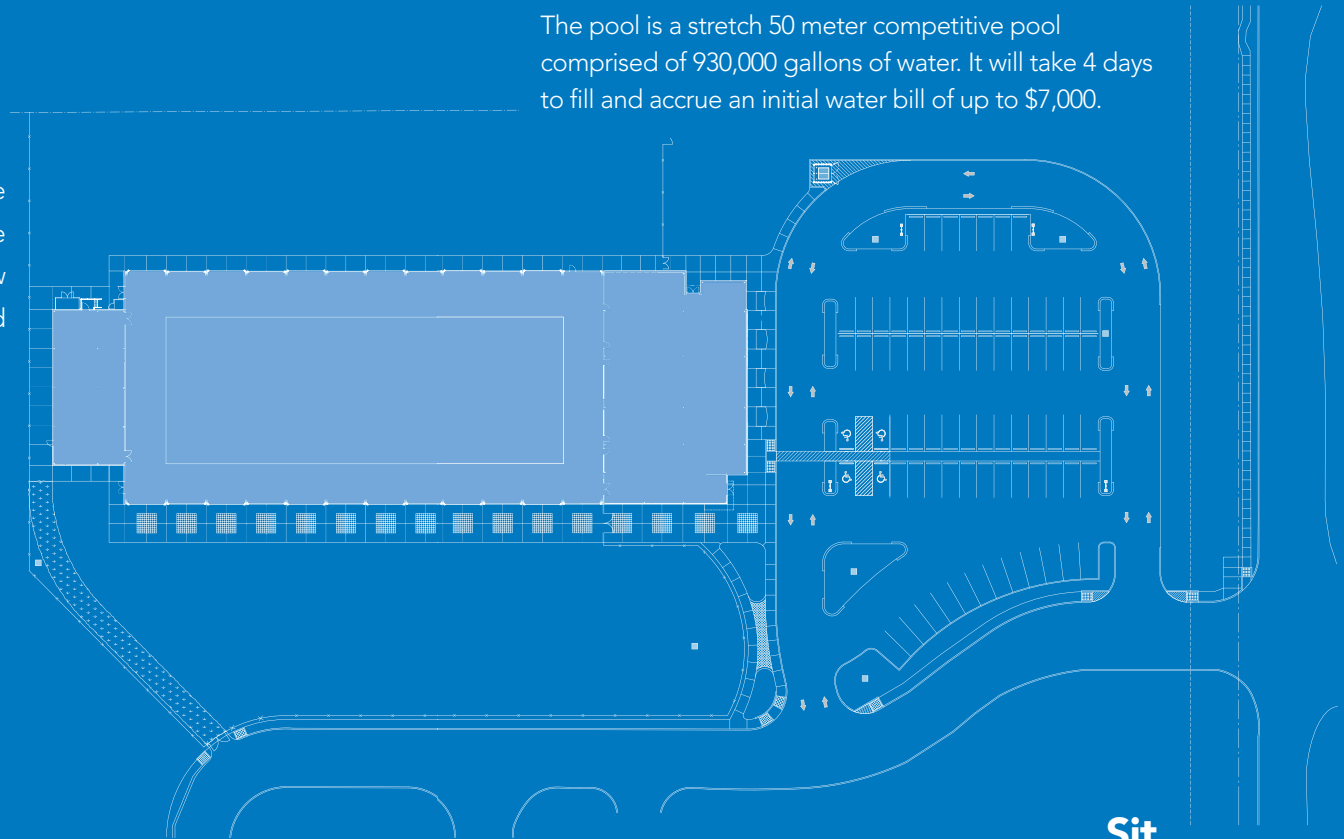 The pool is a stretch 50 meter competitive pool
comprised of 930,000 gallons of water. It will take 4 days
to fill and accrue an initial water bill of up to $7,000.
e
e
d
Sit